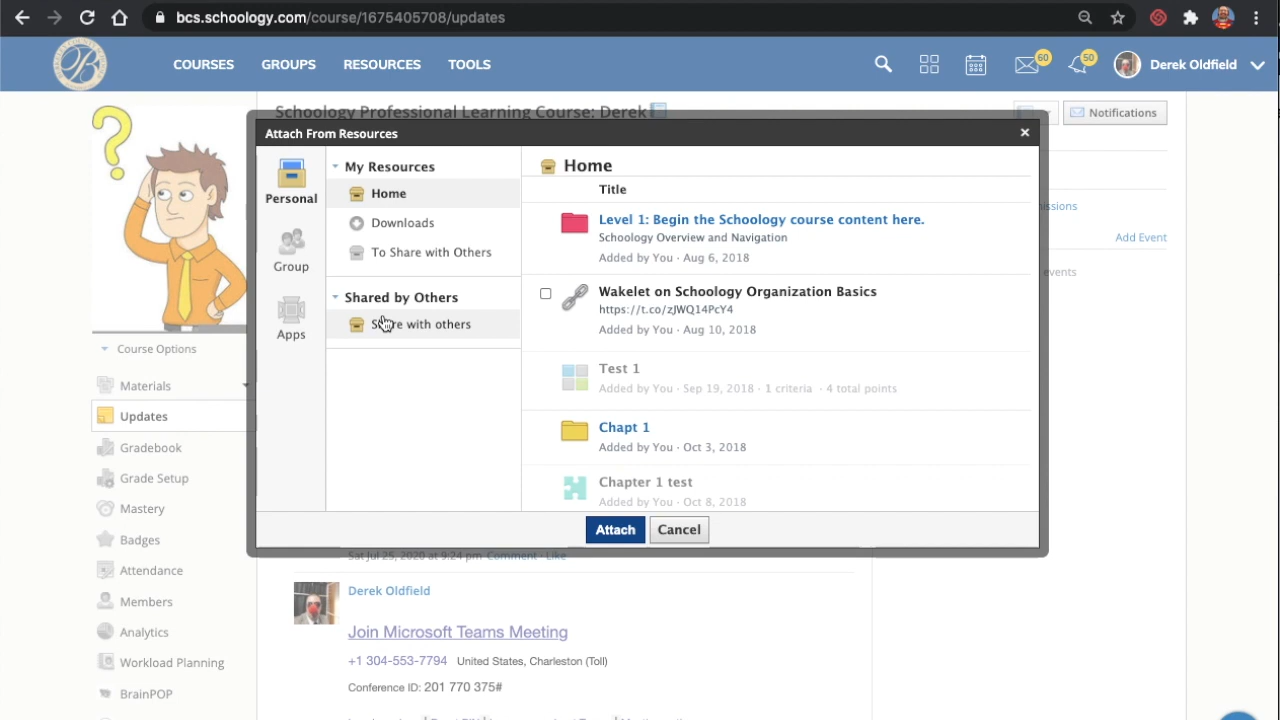 bcs.schoology.com/course/1675405708/updates
COURSES GROUPS RESOURCES TOOLS 60 50 Derek Oldfield
Schoology Professional Learning Course: Derek
Notifications
Attach From Resources
Personal
Group
Apps
My Resources
Home
Downloads
To Share with Others
Shared by Others
Share with others
Home
Title
Level 1: Begin the Schoology course content here.
Schoology Overview and Navigation
Added by You · Aug 6, 2018
Wakelet on Schoology Organization Basics
https://t.co/zJWQ14PcY4
Added by You · Aug 10, 2018
Test 1
Added by You · Sep 19, 2018 · 1 criteria · 4 total points
Chapt 1
Added by You · Oct 3, 2018
Chapter 1 test
Added by You · Oct 8, 2018
Attach Cancel
Add Event
events
Course Options
Materials
Updates
Gradebook
Grade Setup
Mastery
Badges
Attendance
Members
Analytics
Workload Planning
BrainPOP
Sat Jul 25, 2020 at 9:24 pm Comment · Like
Derek Oldfield
Join Microsoft Teams Meeting
+1 304-553-7794 United States, Charleston (Toll)
Conference ID: 201 770 375#